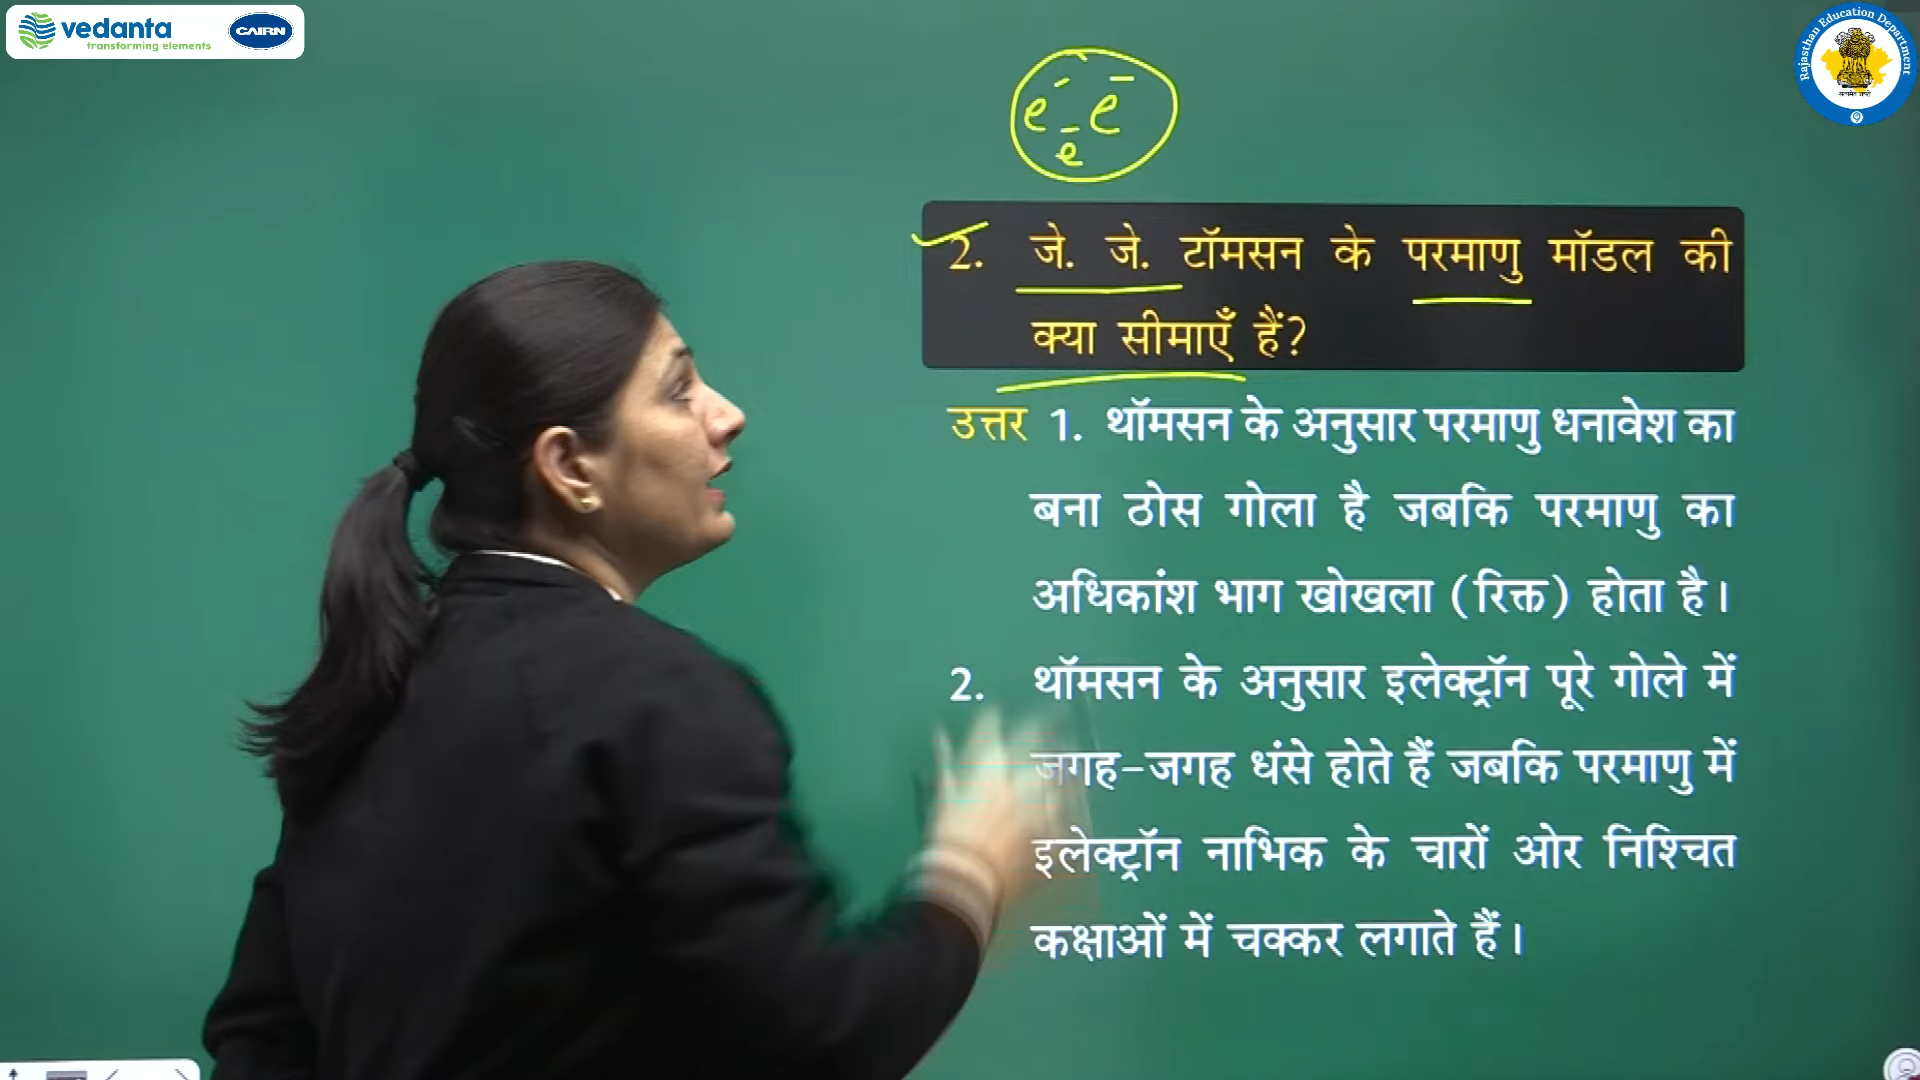 vedanta
transforming elements
CAIRN
Rajasthan Education Department
e⁻ e⁻
e⁻
2. जे. जे. टॉमसन के परमाणु मॉडल की
क्या सीमाएँ हैं?
उत्तर 1. थॉमसन के अनुसार परमाणु धनावेश का
बना ठोस गोला है जबकि परमाणु का
अधिकांश भाग खोखला (रिक्त) होता है।
2. थॉमसन के अनुसार इलेक्ट्रॉन पूरे गोले में
जगह-जगह धंसे होते हैं जबकि परमाणु में
इलेक्ट्रॉन नाभिक के चारों ओर निश्चित
कक्षाओं में चक्कर लगाते हैं।